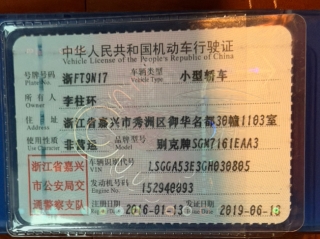 中华人民共和国机动车行驶证
Vehicle License of the People's Republic of China
号牌号码 浙FT9N17 车辆类型 小型轿车
Plate No. Vehicle Type
所有人 李柱环
Owner
住址 浙江省嘉兴市秀洲区御华名都30幢1103室
Address
使用性质 非营运 品牌型号 别克牌SGM7161EAA3
Use Character Model
浙江省嘉兴市公安局交通警察支队
车辆识别代号 LSGGA53E3GH030805
VIN
发动机号码 152940093
Engine No.
注册日期 2016-01-13 发证日期 2019-06-18